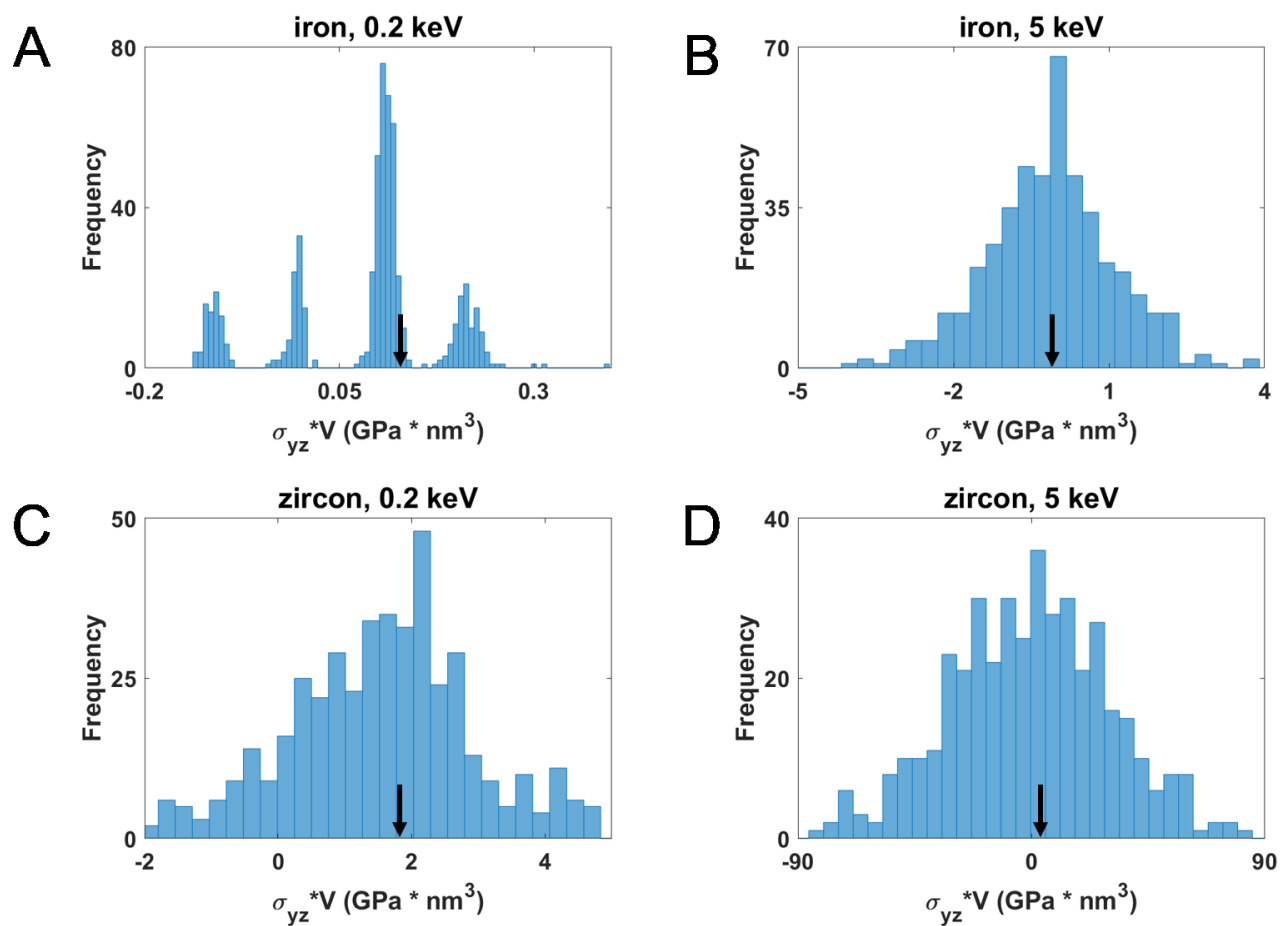 A
iron, 0.2 keV
80
40
0
Frequency
-0.2
0.05
0.3
σyz*V (GPa * nm3)
B
iron, 5 keV
70
35
0
Frequency
-5
-2
1
4
σyz*V (GPa * nm3)
C
zircon, 0.2 keV
50
25
0
Frequency
-2
0
2
4
σyz*V (GPa * nm3)
D
zircon, 5 keV
40
20
0
Frequency
-90
0
90
σyz*V (GPa * nm3)